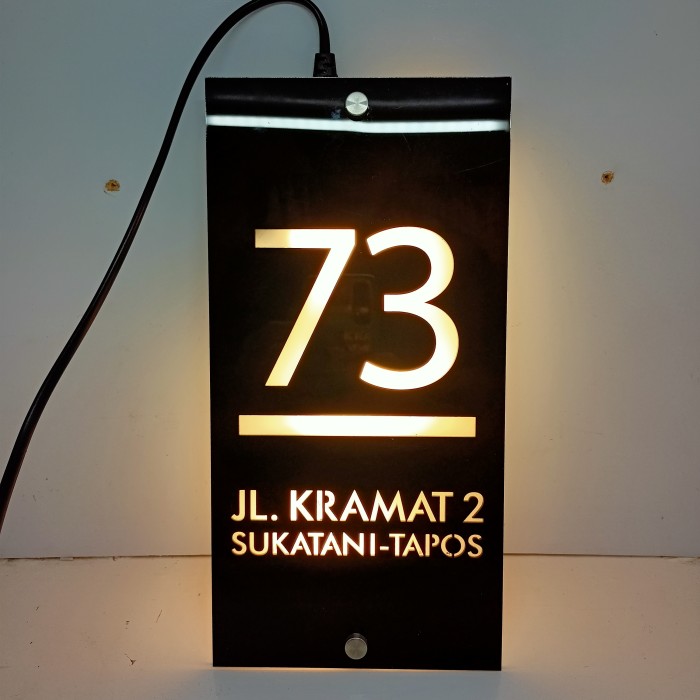 73
JL. KRAMAT 2
SUKATANI-TAPOS